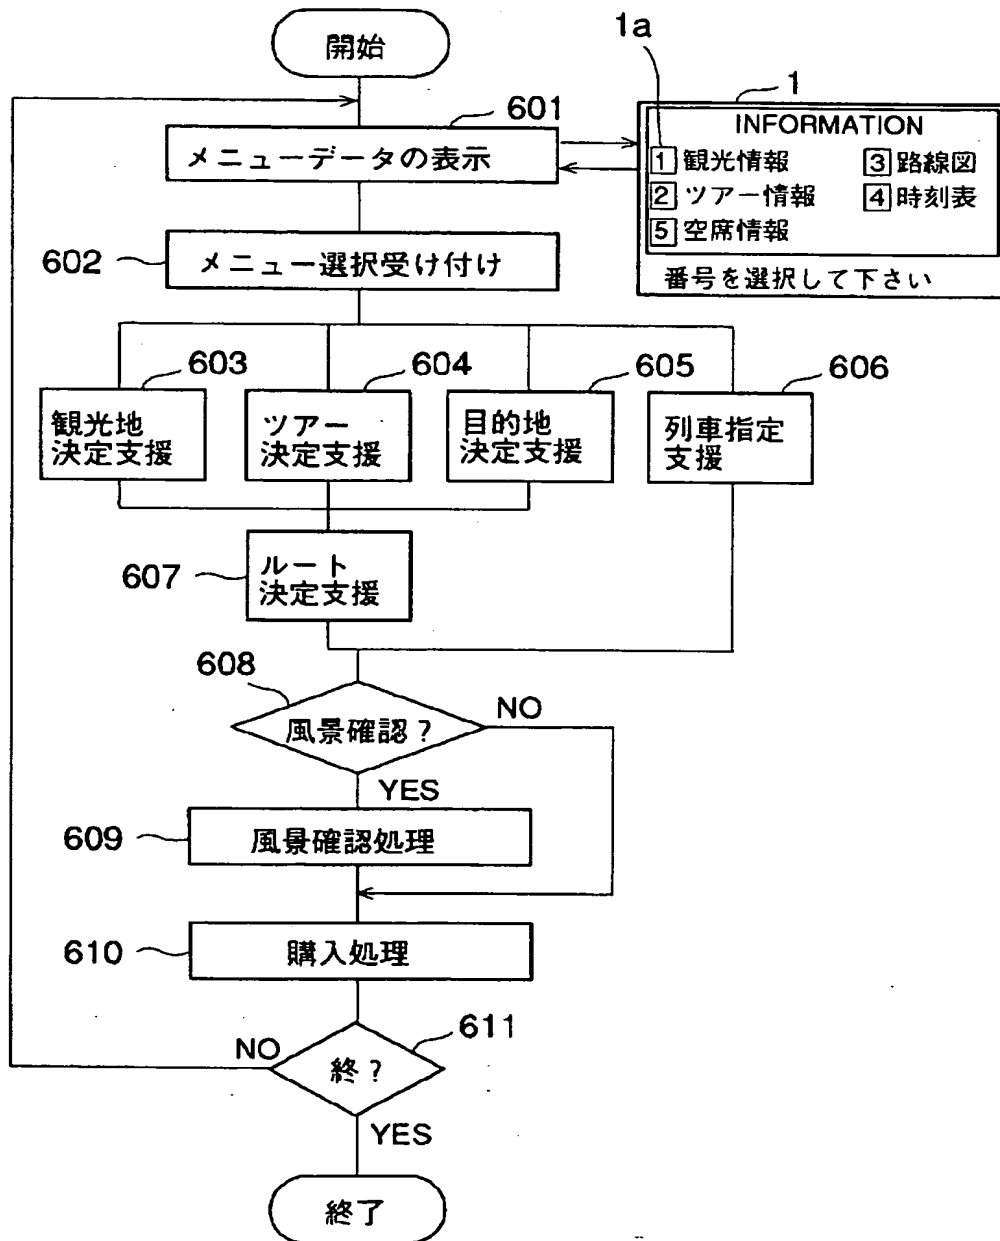 開始
1a
1
601
メニューデータの表示
INFORMATION
1 観光情報
3 路線図
2 ツアー情報
4 時刻表
5 空席情報
番号を選択して下さい
602
メニュー選択受け付け
603
観光地
決定支援
604
ツアー
決定支援
605
目的地
決定支援
606
列車指定
支援
607
ルート
決定支援
608
風景確認?
NO
YES
609
風景確認処理
610
購入処理
611
終?
NO
YES
終了